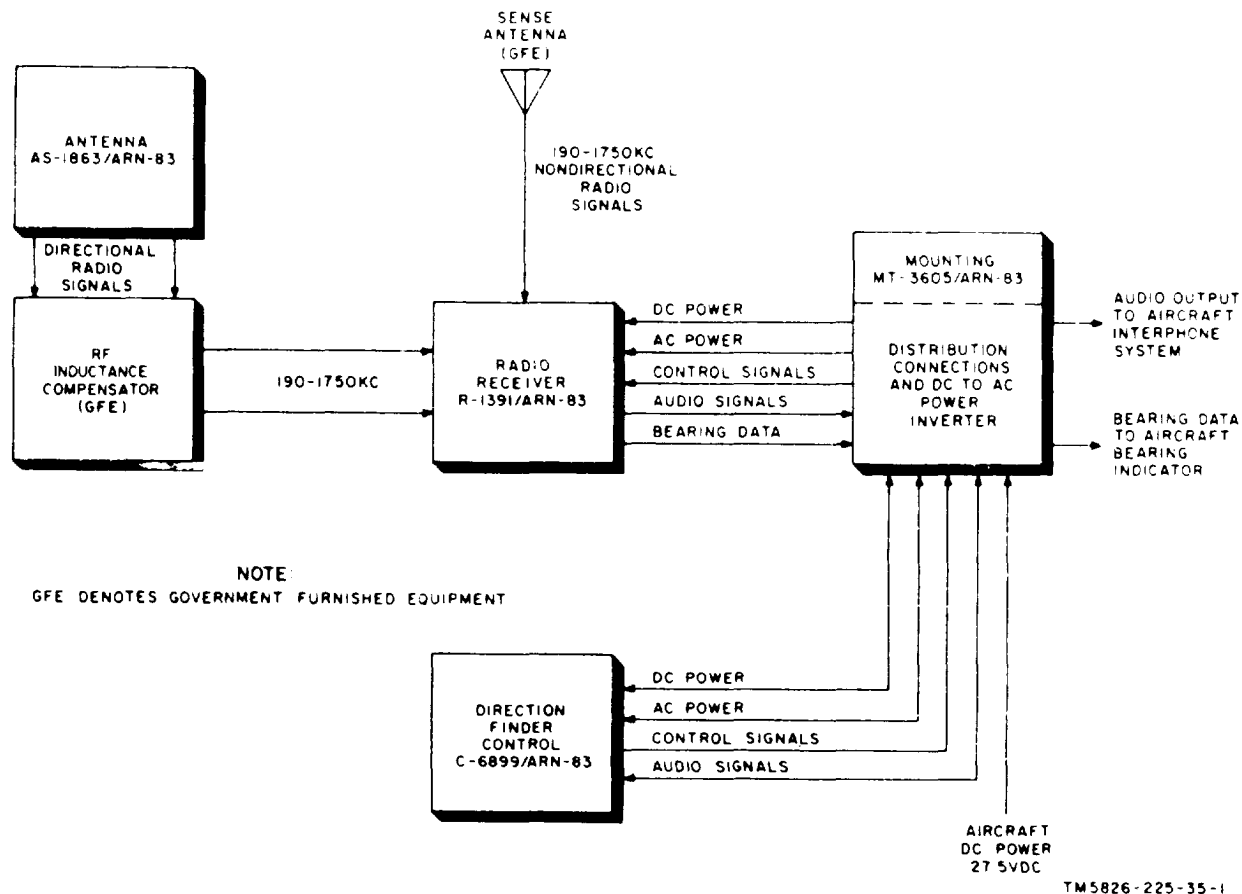 SENSE
ANTENNA
(GFE)
ANTENNA
AS-1863/ARN-83
190-1750KC
NONDIRECTIONAL
RADIO
SIGNALS
DIRECTIONAL
RADIO
SIGNALS
MOUNTING
MT-3605/ARN-83
RF
INDUCTANCE
COMPENSATOR
(GFE)
190-1750KC
RADIO
RECEIVER
R-1391/ARN-83
DC POWER
AC POWER
CONTROL SIGNALS
AUDIO SIGNALS
BEARING DATA
DISTRIBUTION
CONNECTIONS
AND DC TO AC
POWER
INVERTER
AUDIO OUTPUT
TO AIRCRAFT
INTERPHONE
SYSTEM
BEARING DATA
TO AIRCRAFT
BEARING
INDICATOR
NOTE:
GFE DENOTES GOVERNMENT FURNISHED EQUIPMENT
DIRECTION
FINDER
CONTROL
C-6899/ARN-83
DC POWER
AC POWER
CONTROL SIGNALS
AUDIO SIGNALS
AIRCRAFT
DC POWER
27.5VDC
TM5826-225-35-1